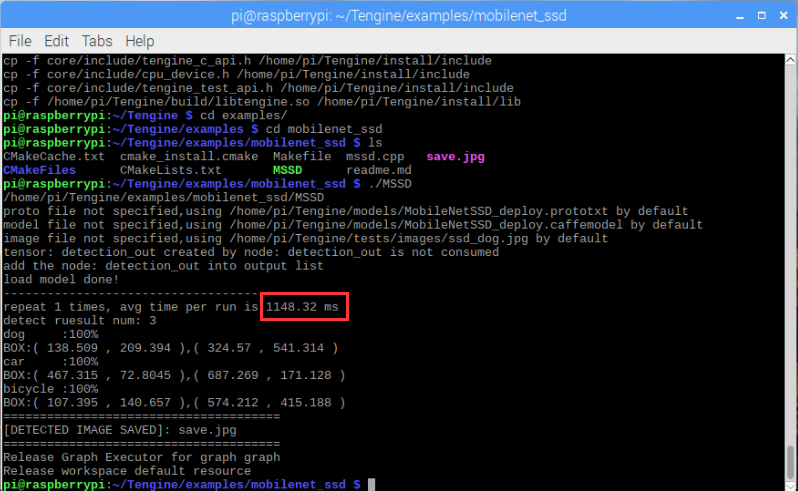 pi@raspberrypi: ~/Tengine/examples/mobilenet_ssd
File Edit Tabs Help
cp -f core/include/tengine_c_api.h /home/pi/Tengine/install/include
cp -f core/include/cpu_device.h /home/pi/Tengine/install/include
cp -f core/include/tengine_test_api.h /home/pi/Tengine/install/include
cp -f /home/pi/Tengine/build/libtengine.so /home/pi/Tengine/install/lib
pi@raspberrypi:~/Tengine $ cd examples/
pi@raspberrypi:~/Tengine/examples $ cd mobilenet_ssd
pi@raspberrypi:~/Tengine/examples/mobilenet_ssd $ ls
CMakeCache.txt cmake_install.cmake Makefile mssd.cpp save.jpg
CMakeFiles CMakeLists.txt MSSD readme.md
pi@raspberrypi:~/Tengine/examples/mobilenet_ssd $ ./MSSD
/home/pi/Tengine/examples/mobilenet_ssd/MSSD
proto file not specified,using /home/pi/Tengine/models/MobileNetSSD_deploy.prototxt by default
model file not specified,using /home/pi/Tengine/models/MobileNetSSD_deploy.caffemodel by default
image file not specified,using /home/pi/Tengine/tests/images/ssd_dog.jpg by default
tensor: detection_out created by node: detection_out is not consumed
add the node: detection_out into output list
load model done!
-----------------------------------
repeat 1 times, avg time per run is 1148.32 ms
detect ruesult num: 3
dog :100%
BOX:( 138.509 , 209.394 ),( 324.57 , 541.314 )
car :100%
BOX:( 467.315 , 72.8045 ),( 687.269 , 171.128 )
bicycle :100%
BOX:( 107.395 , 140.657 ),( 574.212 , 415.188 )
=====================================
[DETECTED IMAGE SAVED]: save.jpg
=====================================
Release Graph Executor for graph graph
Release workspace default resource
pi@raspberrypi:~/Tengine/examples/mobilenet_ssd $